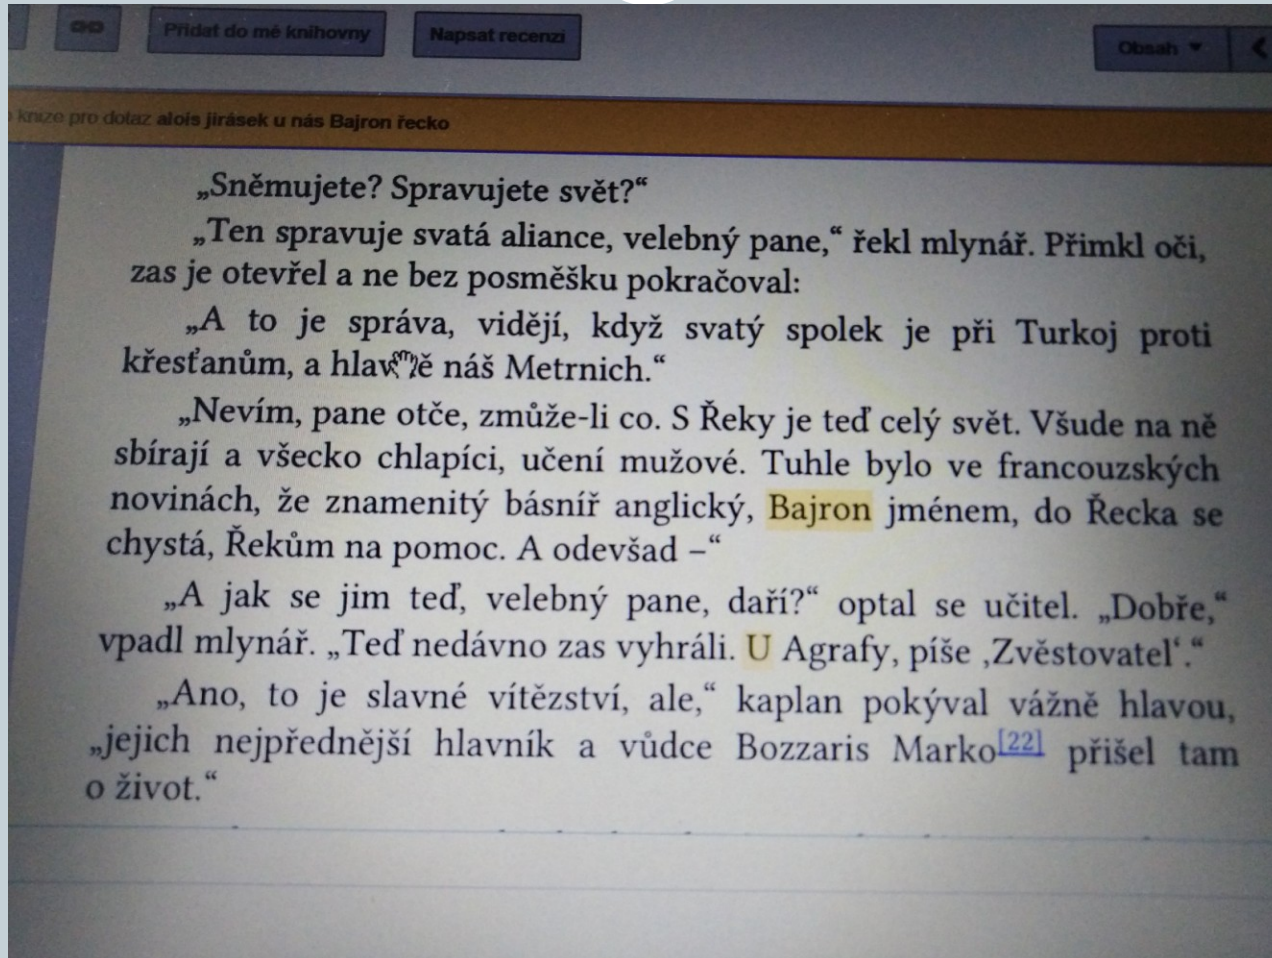 Přidat do mé knihovny
Napsat recenzi
Obsah
knize pro dotaz alois jirásek u nás Bajron řecko
„Sněmujete? Spravujete svět?“
„Ten spravuje svatá aliance, velebný pane,“ řekl mlynář. Přimkl oči,
zas je otevřel a ne bez posměšku pokračoval:
„A to je správa, vidějí, když svatý spolek je při Turkoj proti
křesťanům, a hlavně náš Metrnich.“
„Nevím, pane otče, zmůže-li co. S Řeky je teď celý svět. Všude na ně
sbírají a všecko chlapíci, učení mužové. Tuhle bylo ve francouzských
novinách, že znamenitý básníř anglický, Bajron jménem, do Řecka se
chystá, Řekům na pomoc. A odevšad –“
„A jak se jim teď, velebný pane, daří?“ optal se učitel. „Dobře,“
vpadl mlynář. „Teď nedávno zas vyhráli. U Agrafy, píše ‚Zvěstovatel‘.“
„Ano, to je slavné vítězství, ale,“ kaplan pokýval vážně hlavou,
„jejich nejpřednější hlavník a vůdce Bozzaris Marko[22] přišel tam
o život.“